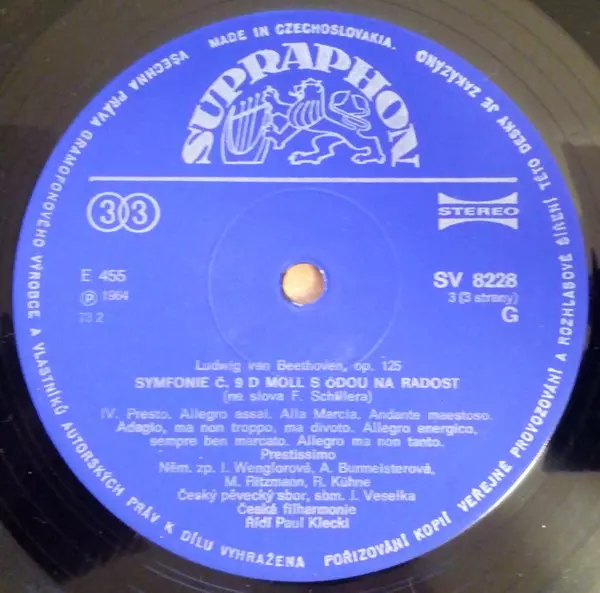 MADE IN CZECHOSLOVAKIA.
VŠECHNA PRÁVA GRAMOFONOVÉHO VÝROBCE A VLASTNÍKŮ AUTORSKÝCH PRÁV K DÍLU VYHRAŽENA
POŘIZOVÁNÍ KOPIÍ VEŘEJNÉ PROVOZOVÁNÍ A ROZHLASOVÉ ŠÍŘENÍ TÉTO DESKY JE ZAKÁZÁNO
SUPRAPHON
33
STEREO
E 455
SV 8228
℗ 1964
3 (3 strany)
73 2
G
Ludwig van Beethoven, op. 125
SYMFONIE Č. 9 D MOLL S ÓDOU NA RADOST
(na slova F. Schillera)
IV. Presto. Allegro assai. Alla Marcia. Andante maestoso.
Adagio, ma non troppo, ma divoto. Allegro energico,
sempre ben marcato. Allegro ma non tanto.
Prestissimo
Něm. zp. I. Wenglorová, A. Burmeisterová,
M. Ritzmann, R. Kühne
Český pěvecký sbor, sbm. J. Veselka
Česká filharmonie
Řídí Paul Klecki